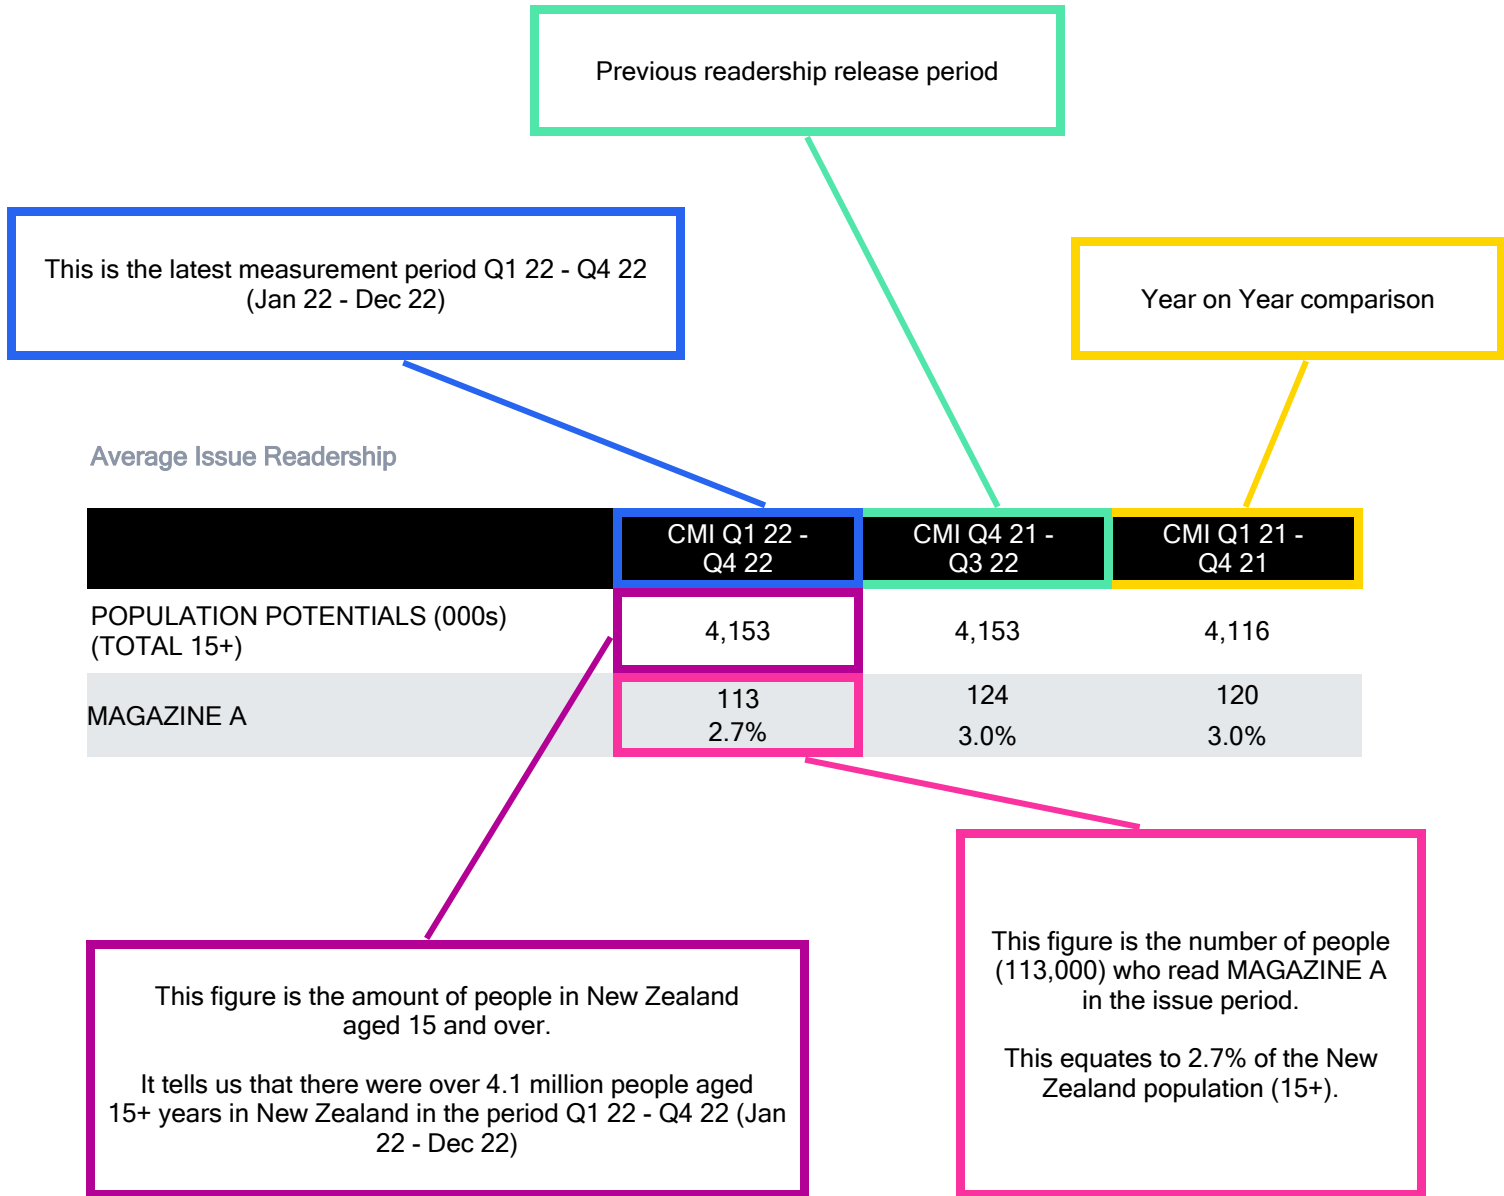 Previous readership release period
This is the latest measurement period Q1 22 - Q4 22
(Jan 22 - Dec 22)
Year on Year comparison
Average Issue Readership
CMI Q1 22 -
Q4 22
CMI Q4 21 -
Q3 22
CMI Q1 21 -
Q4 21
POPULATION POTENTIALS (000s)
(TOTAL 15+)
4,153
4,153
4,116
MAGAZINE A
113
2.7%
124
3.0%
120
3.0%
This figure is the amount of people in New Zealand
aged 15 and over.
It tells us that there were over 4.1 million people aged
15+ years in New Zealand in the period Q1 22 - Q4 22 (Jan
22 - Dec 22)
This figure is the number of people
(113,000) who read MAGAZINE A
in the issue period.
This equates to 2.7% of the New
Zealand population (15+).